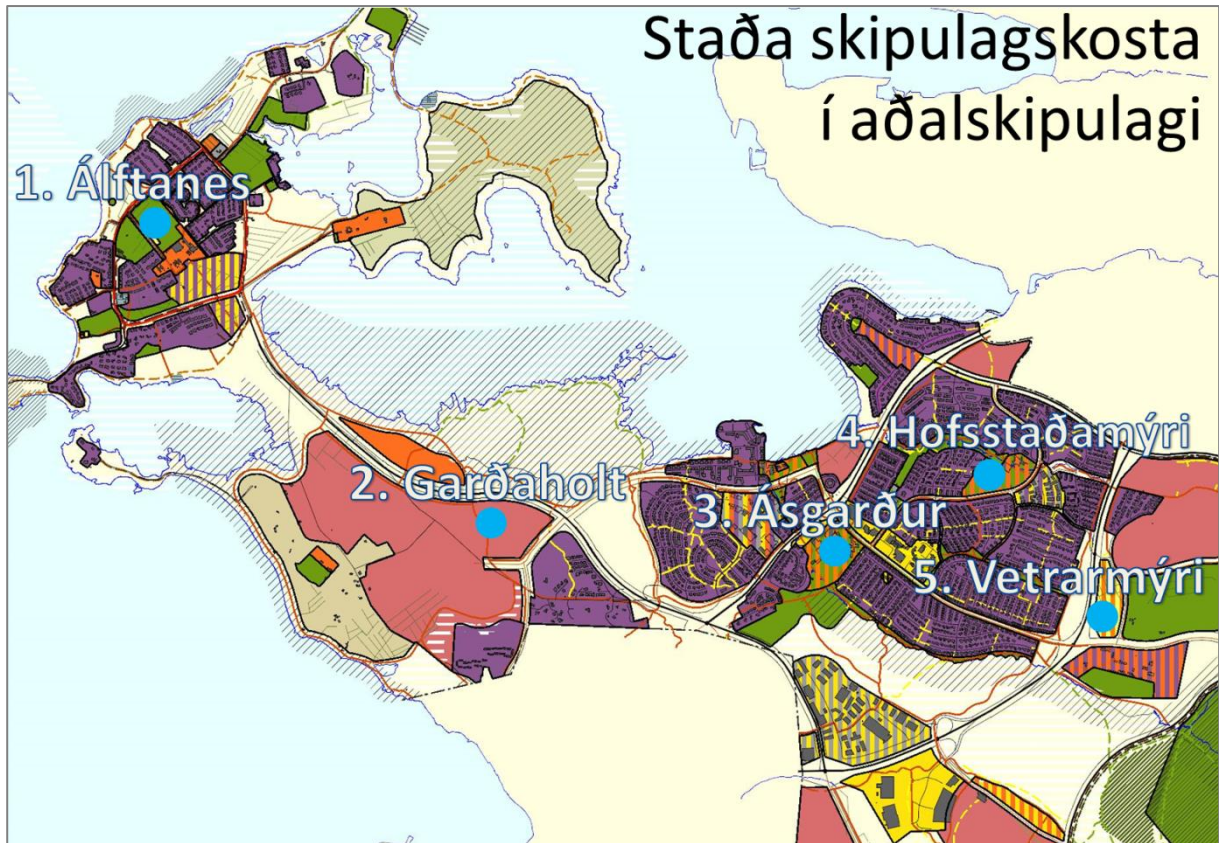 Staða skipulagskosta
í aðalskipulagi
1. Álftanes
2. Garðaholt
3. Ásgarður
4. Hofsstaðamýri
5. Vetrarmýri